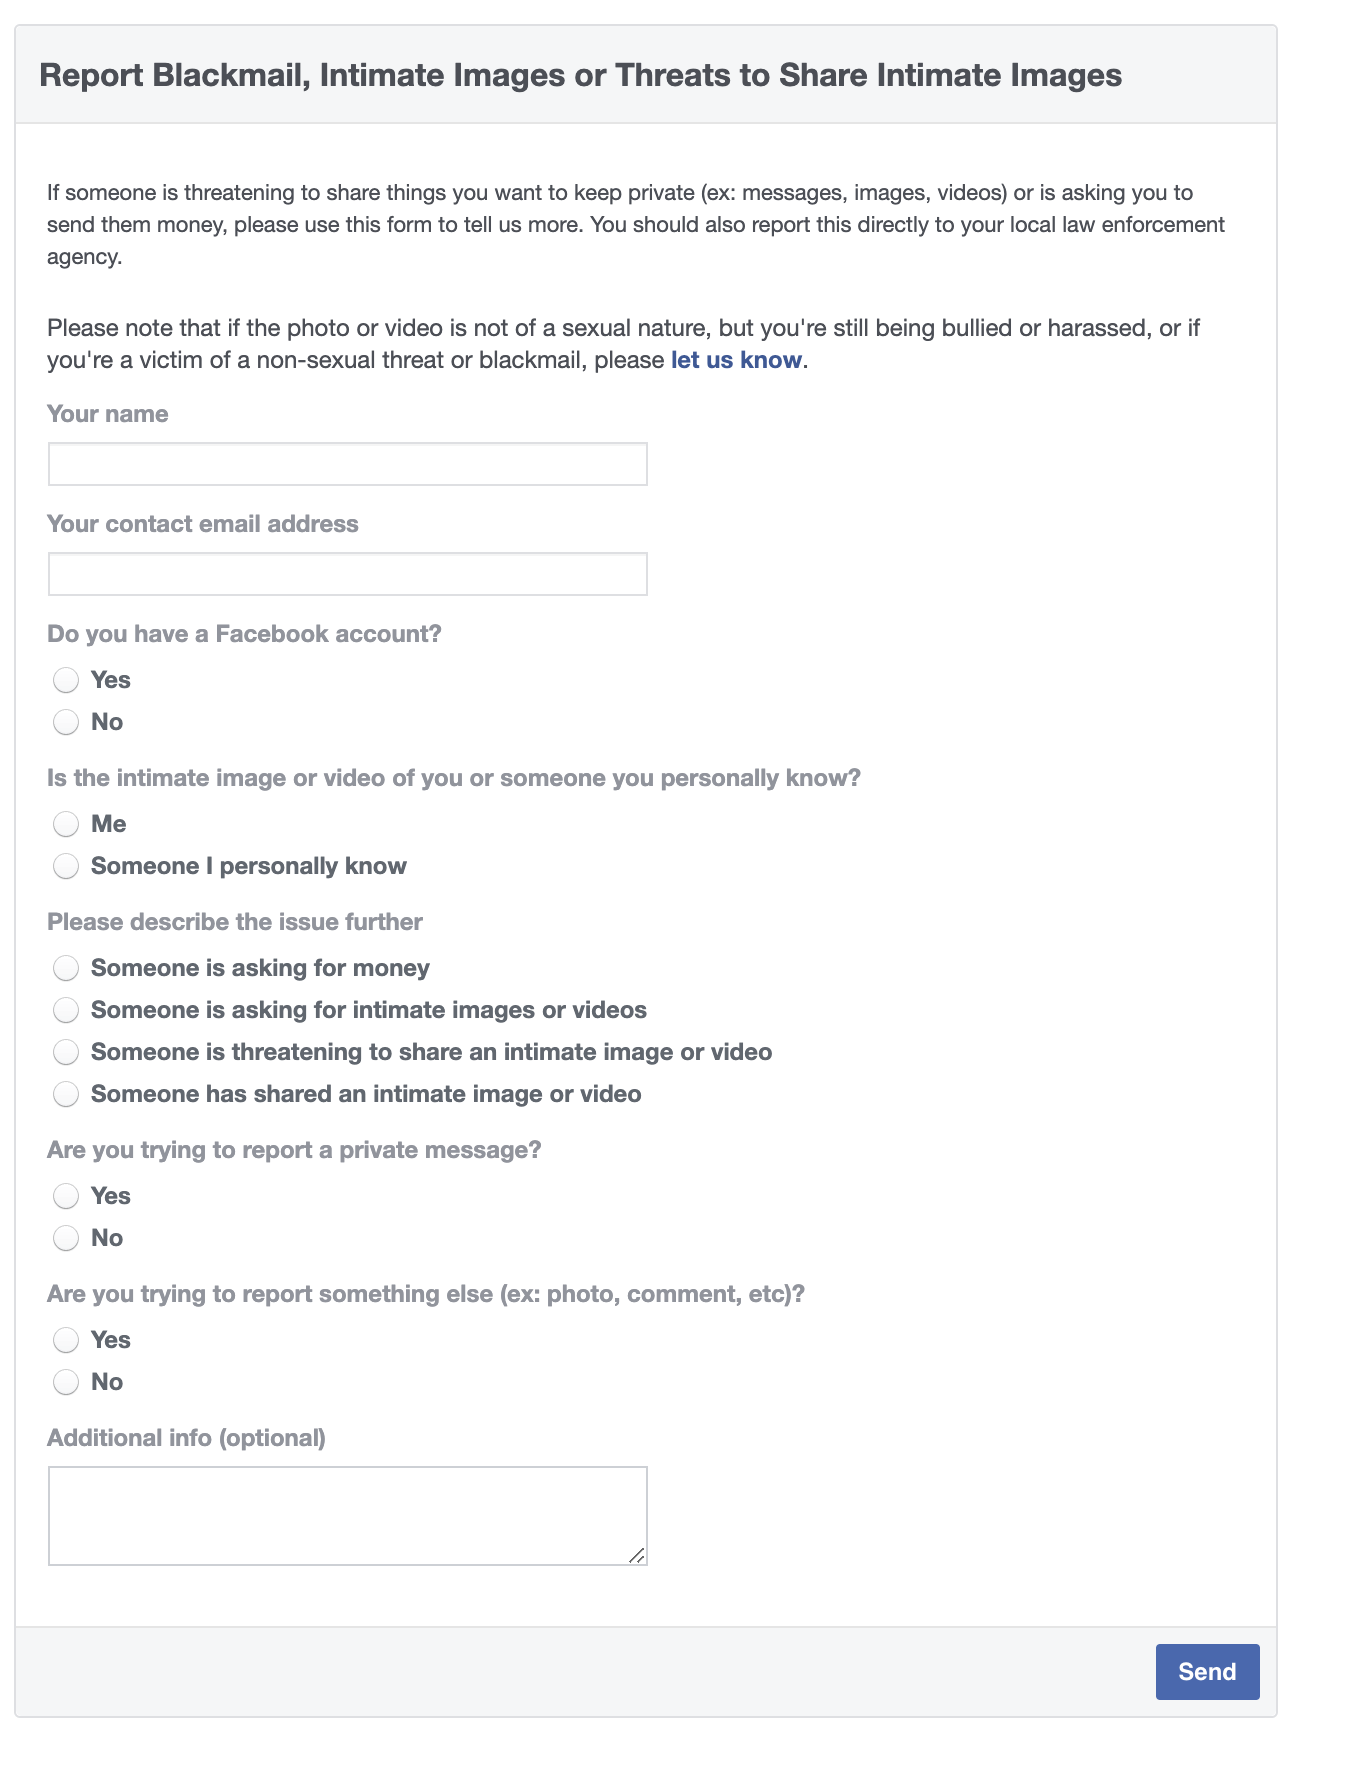 Report Blackmail, Intimate Images or Threats to Share Intimate Images
If someone is threatening to share things you want to keep private (ex: messages, images, videos) or is asking you to
send them money, please use this form to tell us more. You should also report this directly to your local law enforcement
agency.
Please note that if the photo or video is not of a sexual nature, but you're still being bullied or harassed, or if
you're a victim of a non-sexual threat or blackmail, please let us know.
Your name
Your contact email address
Do you have a Facebook account?
Yes
No
Is the intimate image or video of you or someone you personally know?
Me
Someone I personally know
Please describe the issue further
Someone is asking for money
Someone is asking for intimate images or videos
Someone is threatening to share an intimate image or video
Someone has shared an intimate image or video
Are you trying to report a private message?
Yes
No
Are you trying to report something else (ex: photo, comment, etc)?
Yes
No
Additional info (optional)
Send